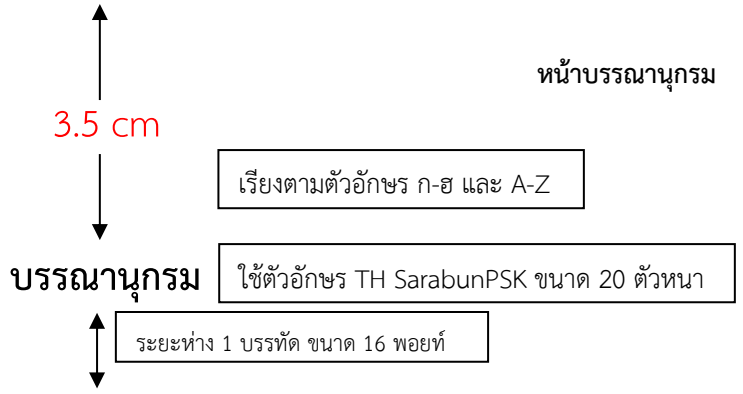 หน้าบรรณานุกรม
3.5 cm
เรียงตามตัวอักษร ก-ฮ และ A-Z
บรรณานุกรม
ใช้ตัวอักษร TH SarabunPSK ขนาด 20 ตัวหนา
ระยะห่าง 1 บรรทัด ขนาด 16 พอยท์